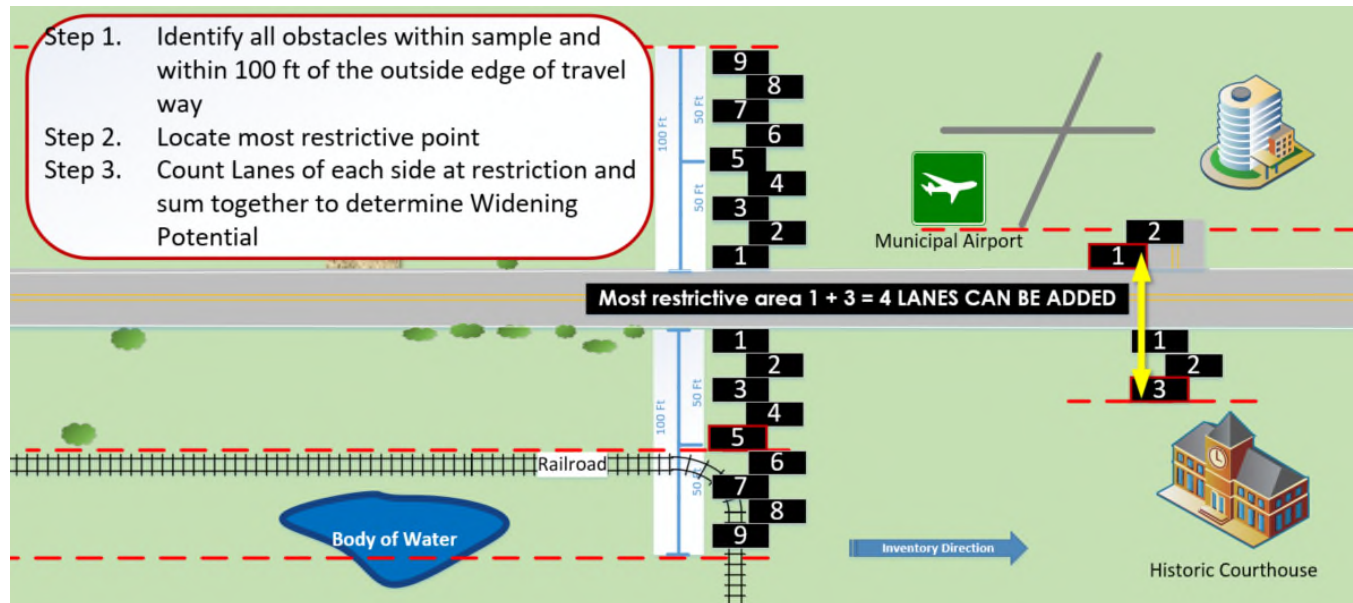 Step 1. Identify all obstacles within sample and
within 100 ft of the outside edge of travel
way
Step 2. Locate most restrictive point
Step 3. Count Lanes of each side at restriction and
sum together to determine Widening
Potential
100 Ft
50 Ft
50 Ft
9
8
7
6
5
4
3
2
1
Municipal Airport
2
1
Most restrictive area 1 + 3 = 4 LANES CAN BE ADDED
100 Ft
50 Ft
50 Ft
1
2
3
4
5
6
7
8
9
1
2
3
Railroad
Body of Water
Inventory Direction
Historic Courthouse